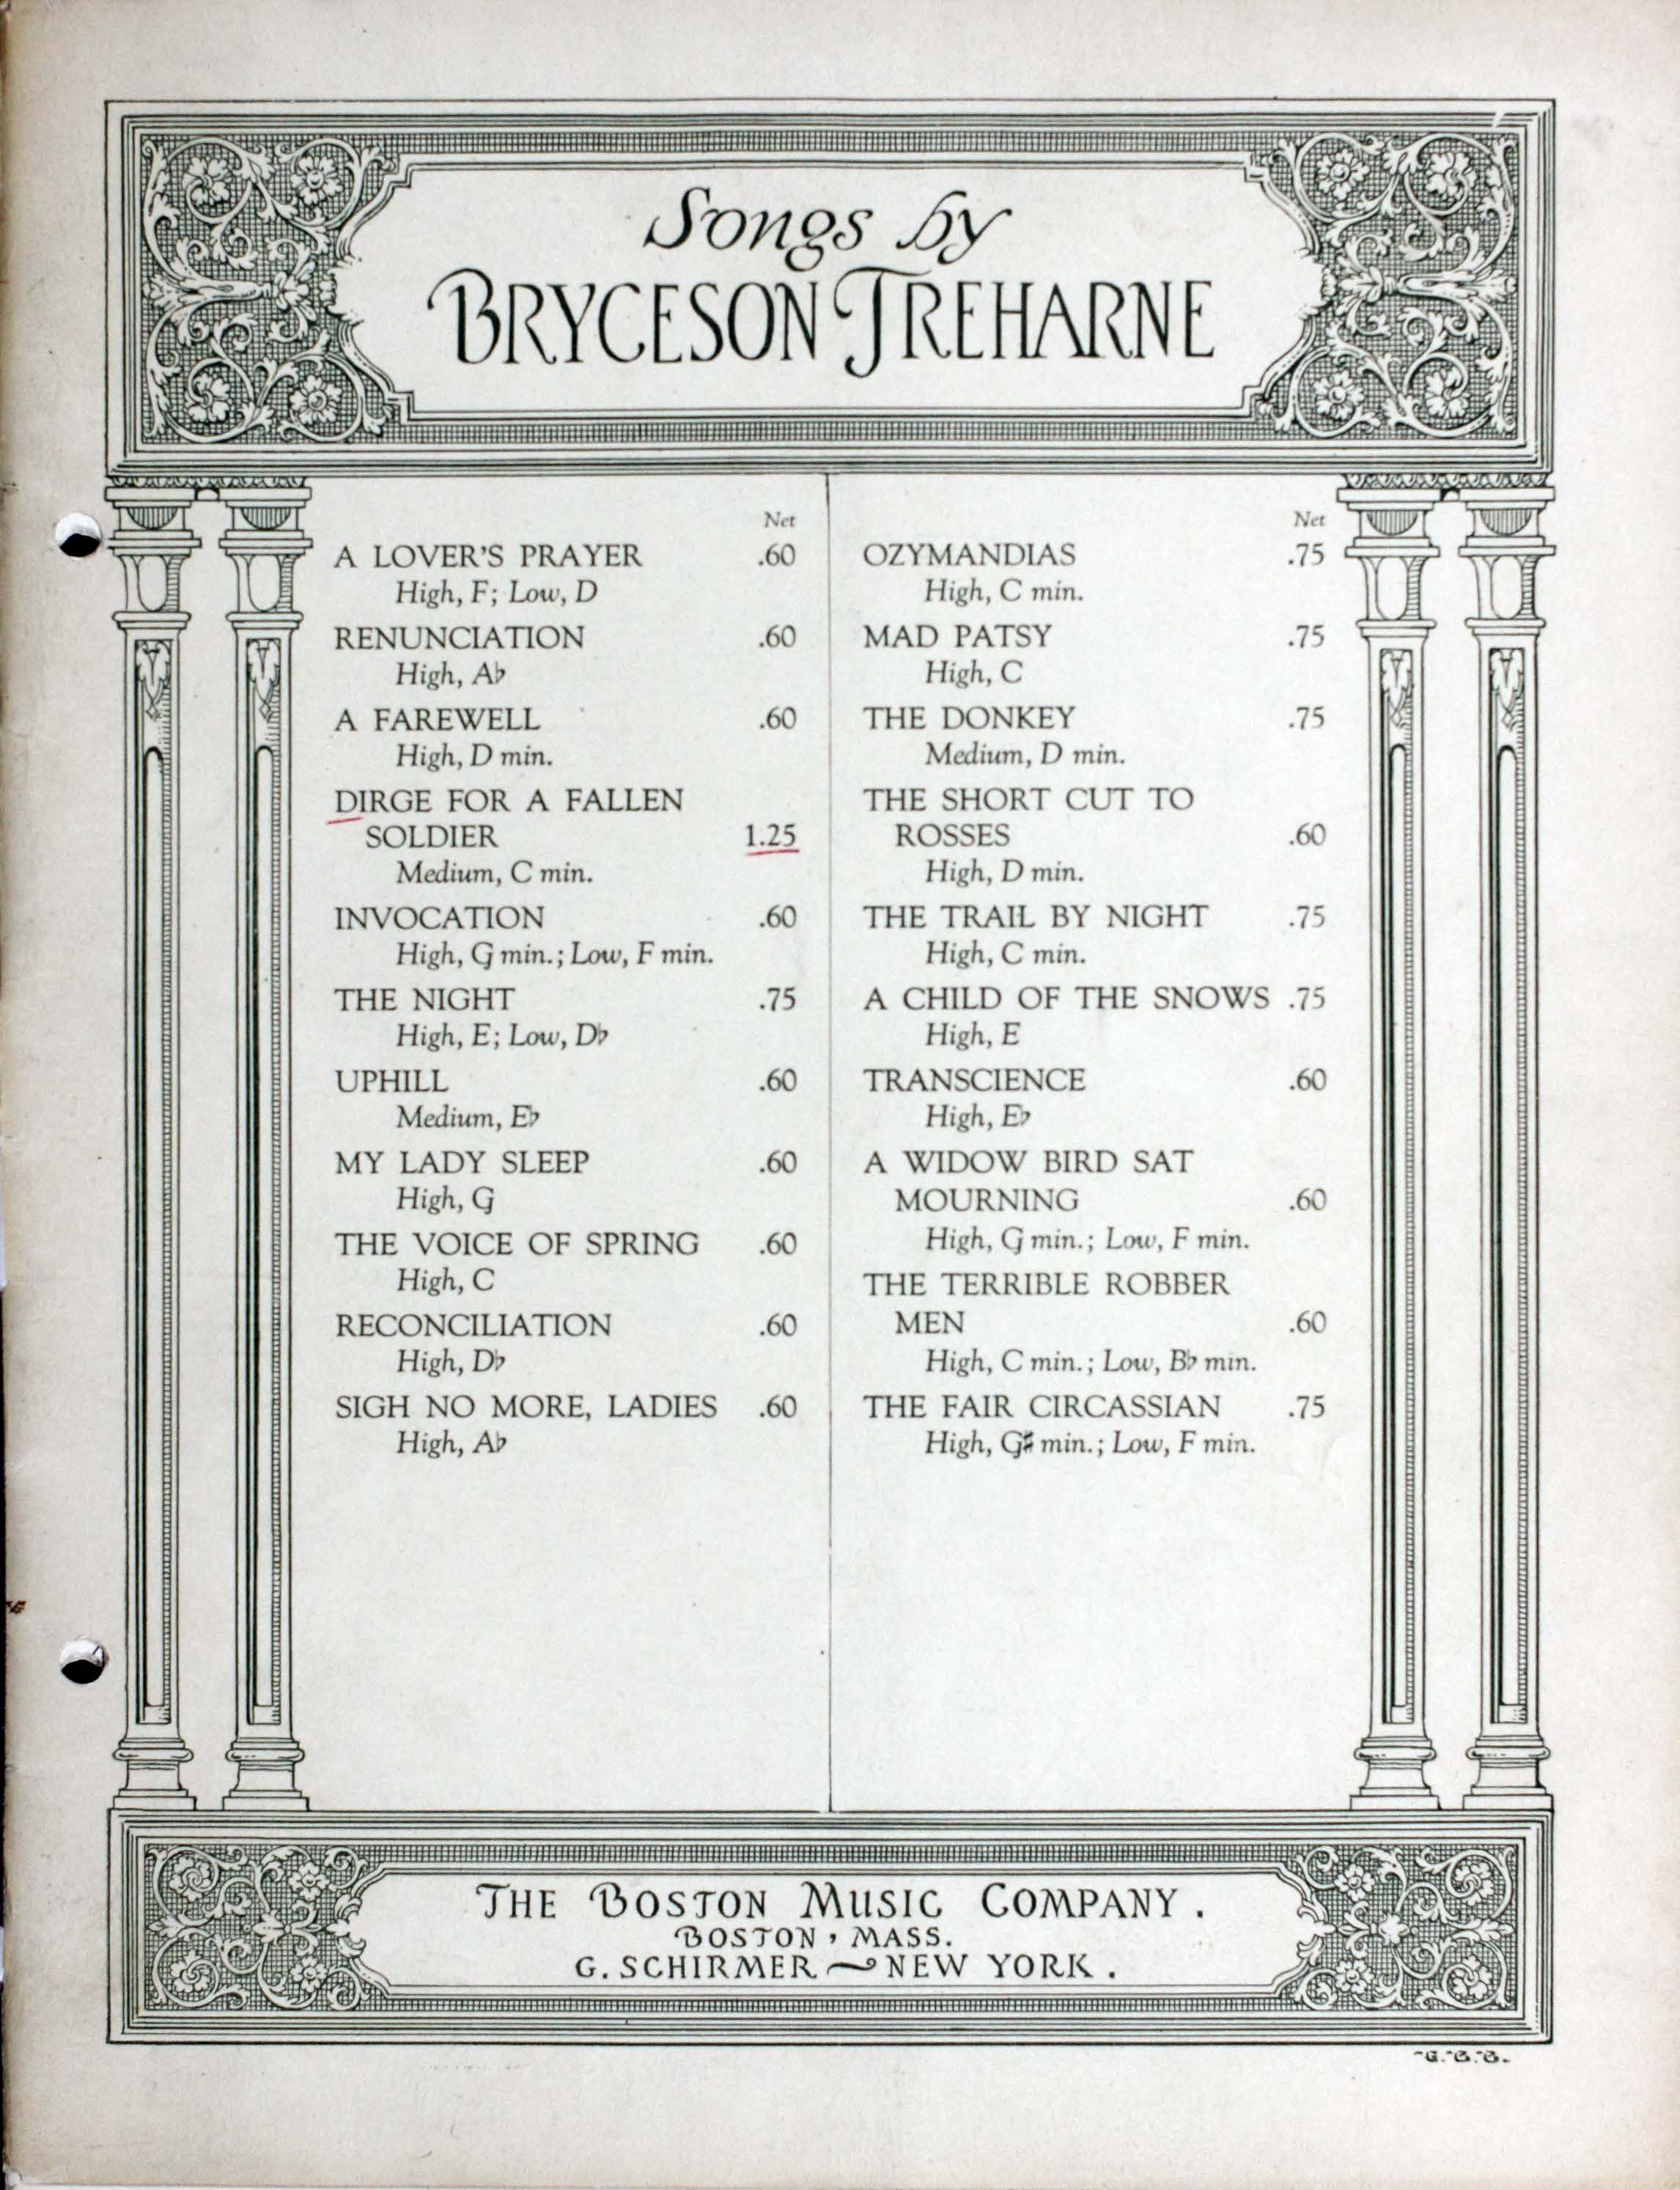 Songs by
BRYCESON TREHARNE
Net
A LOVER'S PRAYER .60
High, F; Low, D
RENUNCIATION .60
High, A♭
A FAREWELL .60
High, D min.
DIRGE FOR A FALLEN
SOLDIER 1.25
Medium, C min.
INVOCATION .60
High, G min.; Low, F min.
THE NIGHT .75
High, E; Low, D♭
UPHILL .60
Medium, E♭
MY LADY SLEEP .60
High, G
THE VOICE OF SPRING .60
High, C
RECONCILIATION .60
High, D♭
SIGH NO MORE, LADIES .60
High, A♭
Net
OZYMANDIAS .75
High, C min.
MAD PATSY .75
High, C
THE DONKEY .75
Medium, D min.
THE SHORT CUT TO
ROSSES .60
High, D min.
THE TRAIL BY NIGHT .75
High, C min.
A CHILD OF THE SNOWS .75
High, E
TRANSCIENCE .60
High, E♭
A WIDOW BIRD SAT
MOURNING .60
High, G min.; Low, F min.
THE TERRIBLE ROBBER
MEN .60
High, C min.; Low, B♭ min.
THE FAIR CIRCASSIAN .75
High, G♯ min.; Low, F min.
THE BOSTON MUSIC COMPANY.
BOSTON, MASS.
G. SCHIRMER ~ NEW YORK.